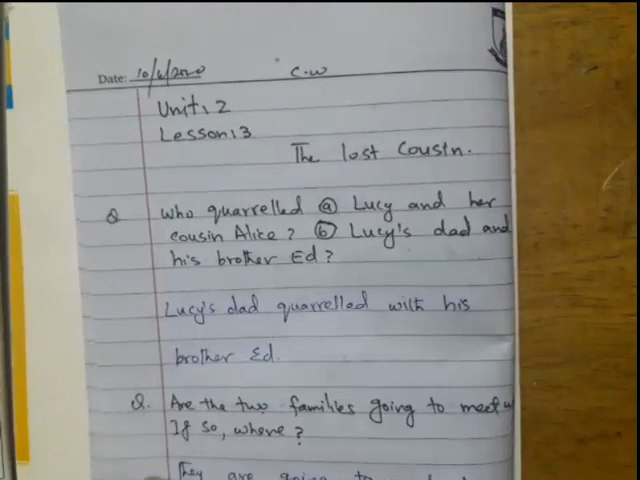 Date: 10/4/2020 C.W
Unit: 2
Lesson: 3
The lost Cousin.
Q Who quarrelled ⓐ Lucy and her
cousin Alice? ⓑ Lucy's dad and
his brother Ed?
Lucy's dad quarrelled with his
brother Ed.
Q. Are the two families going to meet
If so, where?
They are going to